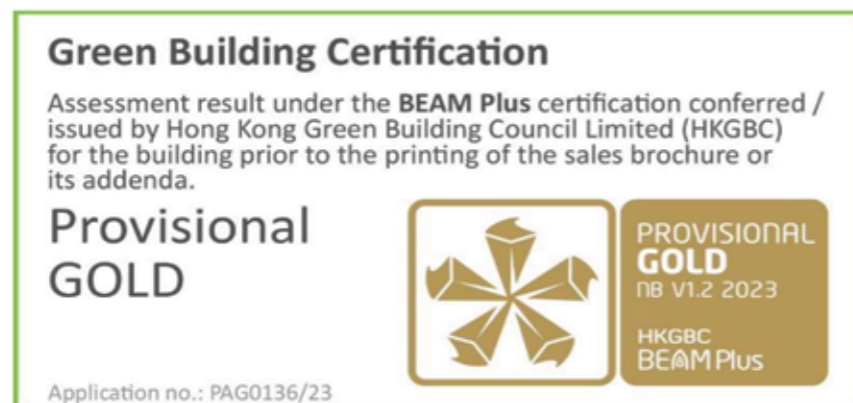 Green Building Certification
Assessment result under the BEAM Plus certification conferred /
issued by Hong Kong Green Building Council Limited (HKGBC)
for the building prior to the printing of the sales brochure or
its addenda.
Provisional
GOLD
PROVISIONAL
GOLD
NB V1.2 2023
HKGBC
BEAM Plus
Application no.: PAG0136/23